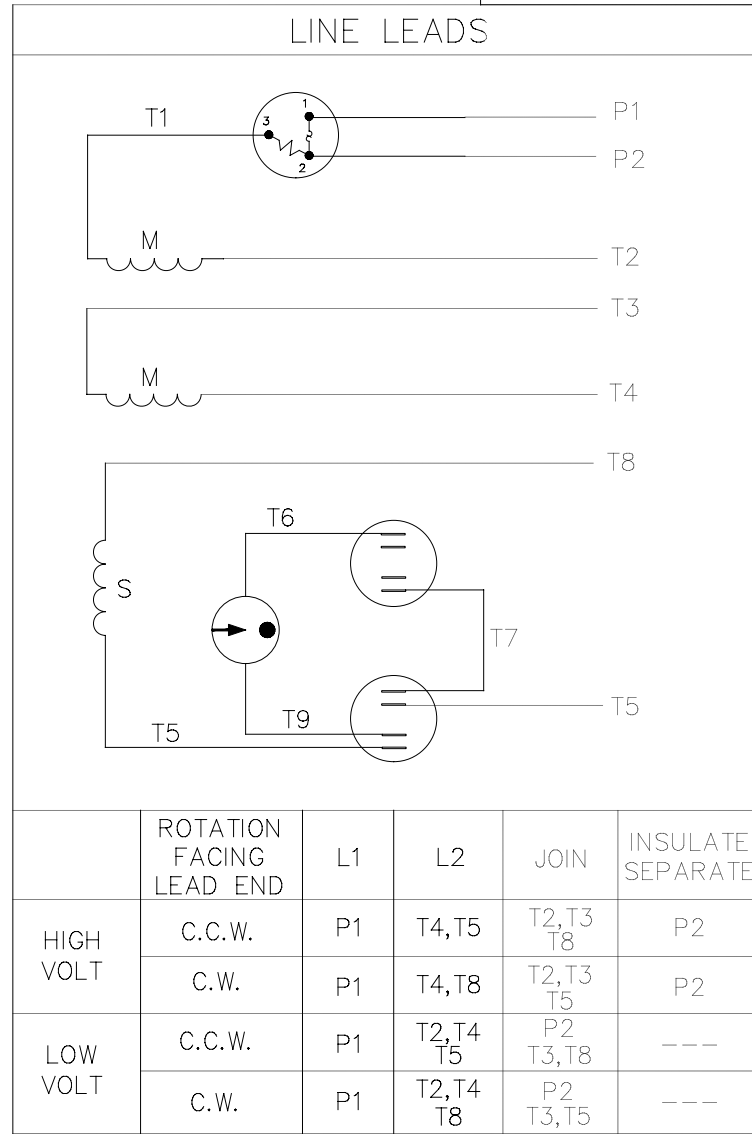 LINE LEADS
T1
1
3
2
P1
P2
M
T2
T3
M
T4
T8
T6
S
T7
T5
T9
T5
ROTATION
FACING
LEAD END
L1
L2
JOIN
INSULATE
SEPARATE
HIGH
VOLT
C.C.W.
P1
T4,T5
T2,T3
T8
P2
C.W.
P1
T4,T8
T2,T3
T5
P2
LOW
VOLT
C.C.W.
P1
T2,T4
T5
P2
T3,T8
---
C.W.
P1
T2,T4
T8
P2
T3,T5
---